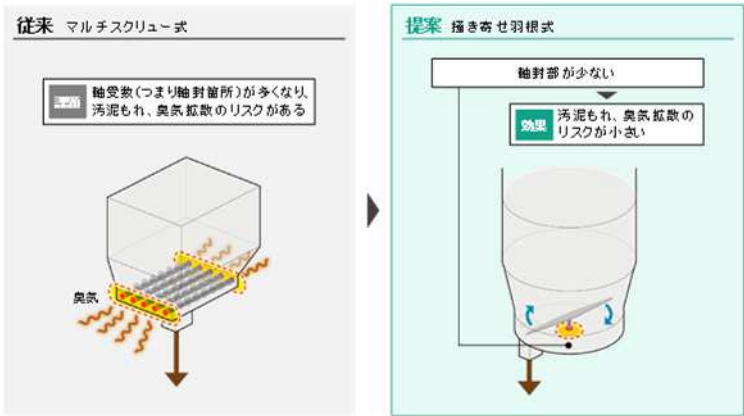 従来 マルチスクリュー式
軸受数(つまり軸封箇所)が多くなり、
汚泥もれ、臭気拡散のリスクがある
臭気
提案 掻き寄せ羽根式
軸封部が少ない
効果
汚泥もれ、臭気拡散の
リスクが小さい